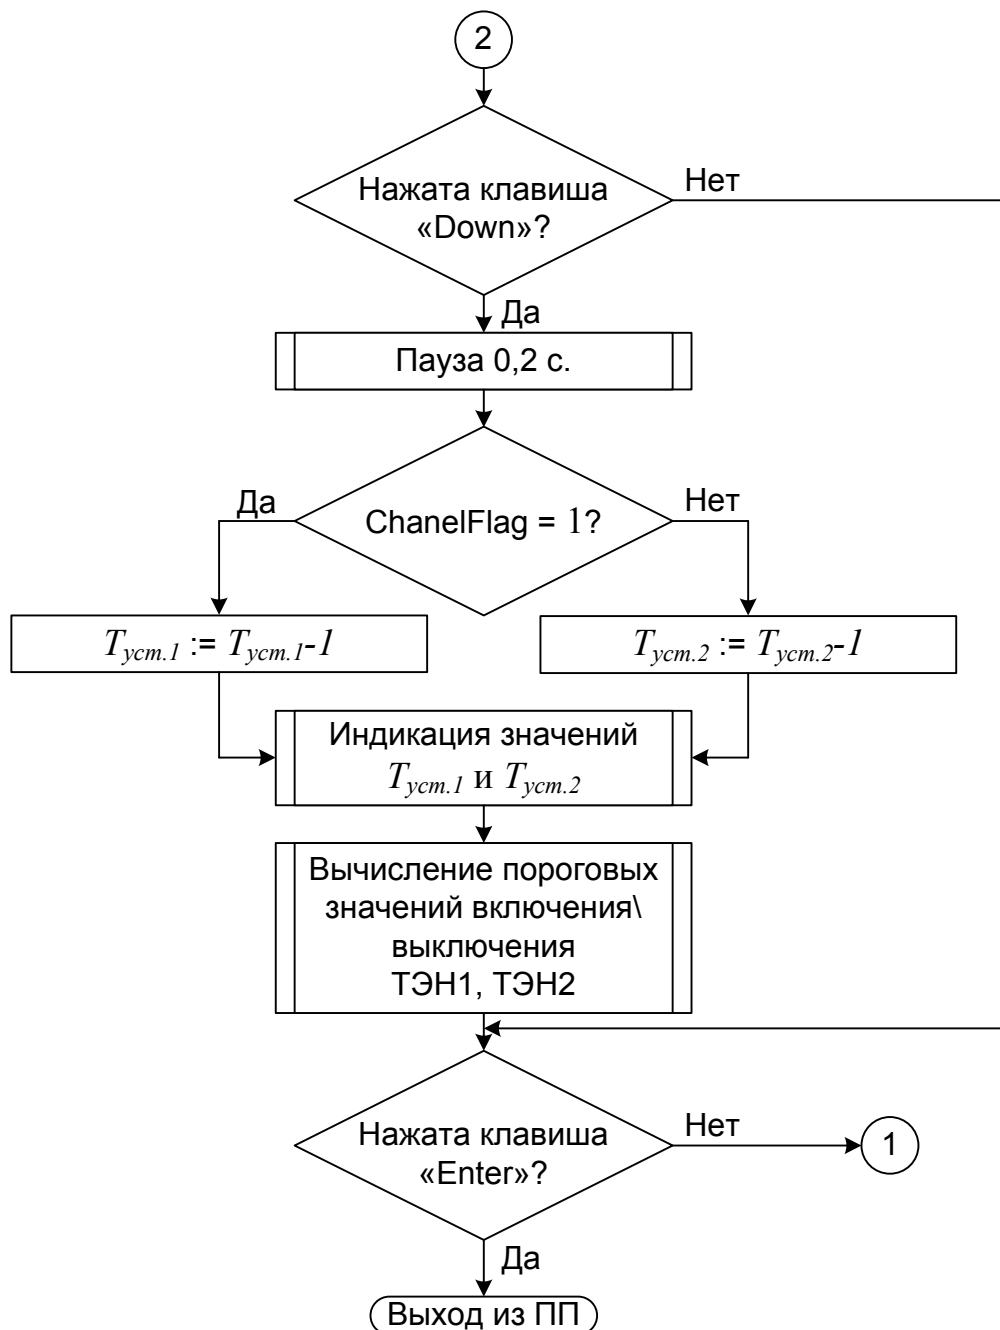 2
Нажата клавиша
«Down»?
Нет
Да
Пауза 0,2 с.
ChanelFlag = 1?
Да
Нет
Tуст.1 := Tуст.1-1
Tуст.2 := Tуст.2-1
Индикация значений
Tуст.1 и Tуст.2
Вычисление пороговых
значений включения\
выключения
ТЭН1, ТЭН2
Нажата клавиша
«Enter»?
Нет
1
Да
Выход из ПП